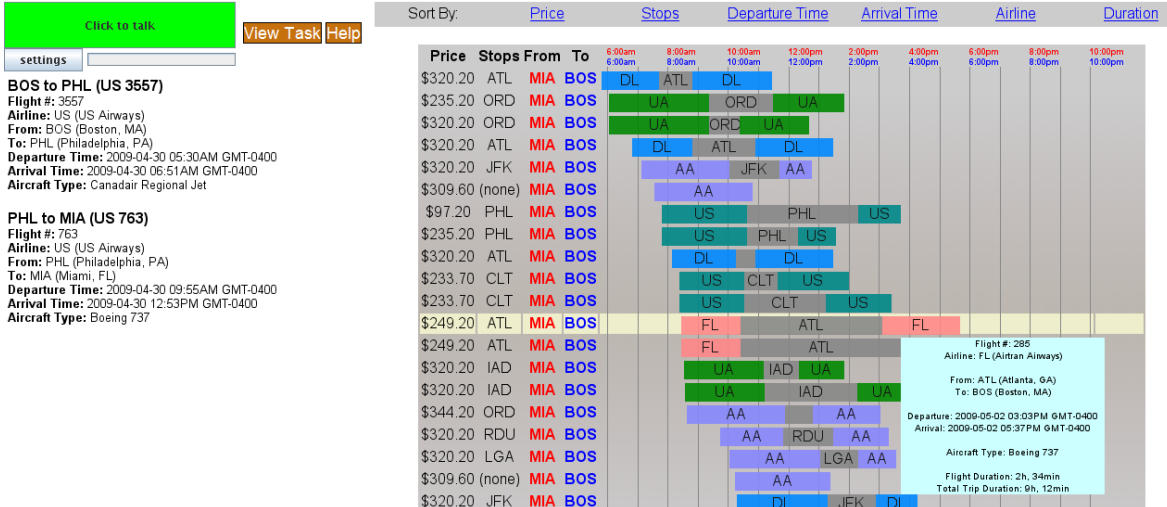 Click to talk
View Task Help
settings
BOS to PHL (US 3557)
Flight #: 3557
Airline: US (US Airways)
From: BOS (Boston, MA)
To: PHL (Philadelphia, PA)
Departure Time: 2009-04-30 05:30AM GMT-0400
Arrival Time: 2009-04-30 06:51AM GMT-0400
Aircraft Type: Canadair Regional Jet
PHL to MIA (US 763)
Flight #: 763
Airline: US (US Airways)
From: PHL (Philadelphia, PA)
To: MIA (Miami, FL)
Departure Time: 2009-04-30 09:55AM GMT-0400
Arrival Time: 2009-04-30 12:53PM GMT-0400
Aircraft Type: Boeing 737
Sort By: Price Stops Departure Time Arrival Time Airline Duration
6:00am 8:00am 10:00am 12:00pm 2:00pm 4:00pm 6:00pm 8:00pm 10:00pm
Price Stops From To 6:00am 10:00am 10:00am 12:00pm 2:00pm 4:00pm 6:00pm 8:00pm 10:00pm
$320.20 ATL MIA BOS DL ATL DL
$235.20 ORD MIA BOS UA ORD UA
$320.20 ORD MIA BOS UA ORD UA
$320.20 ATL MIA BOS DL ATL DL
$320.20 JFK MIA BOS AA JFK AA
$309.60 (none) MIA BOS AA
$97.20 PHL MIA BOS US PHL US
$235.20 PHL MIA BOS US PHL US
$320.20 ATL MIA BOS DL DL
$233.70 CLT MIA BOS US CLT US
$233.70 CLT MIA BOS US CLT US
$249.20 ATL MIA BOS FL ATL FL
$249.20 ATL MIA BOS FL ATL
$320.20 IAD MIA BOS UA IAD UA
$320.20 IAD MIA BOS UA IAD UA
$344.20 ORD MIA BOS AA AA
$320.20 RDU MIA BOS AA RDU AA
$320.20 LGA MIA BOS AA LGA AA
$309.60 (none) MIA BOS AA
$320.20 JFK MIA BOS DL JFK DL
Flight #: 285
Airline: FL (Airtran Airways)
From: ATL (Atlanta, GA)
To: BOS (Boston, MA)
Departure: 2009-05-02 03:03PM GMT-0400
Arrival: 2009-05-02 05:37PM GMT-0400
Aircraft Type: Boeing 737
Flight Duration: 2h, 34min
Total Trip Duration: 9h, 12min